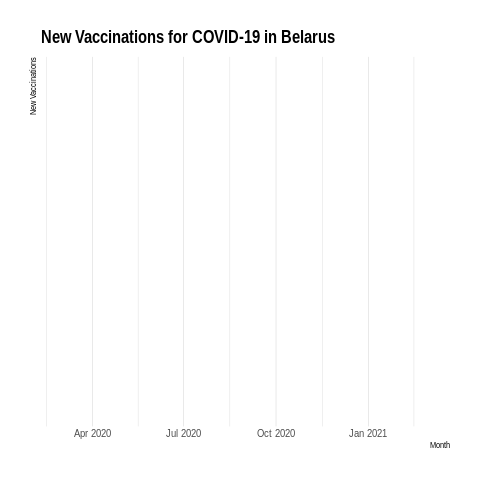 New Vaccinations for COVID-19 in Belarus
New Vaccinations
Apr 2020
Jul 2020
Oct 2020
Jan 2021
Month